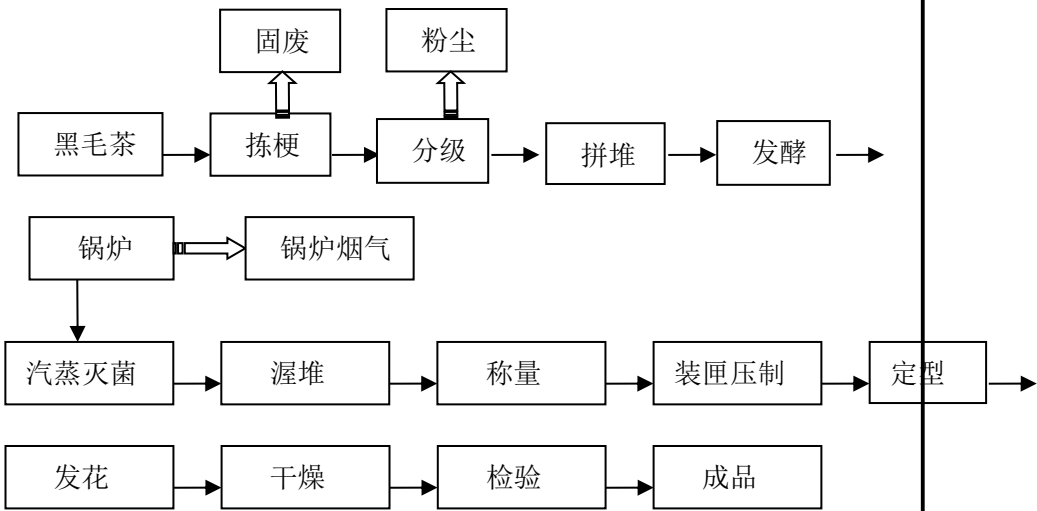 固废 粉尘
黑毛茶 拣梗 分级 拼堆 发酵
锅炉 锅炉烟气
汽蒸灭菌 渥堆 称量 装匣压制 定型
发花 干燥 检验 成品